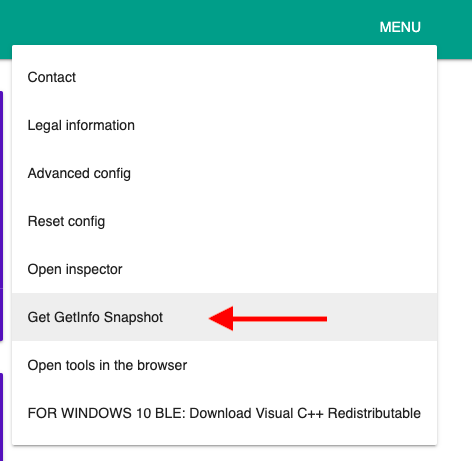 MENU
Contact
Legal information
Advanced config
Reset config
Open inspector
Get GetInfo Snapshot
Open tools in the browser
FOR WINDOWS 10 BLE: Download Visual C++ Redistributable